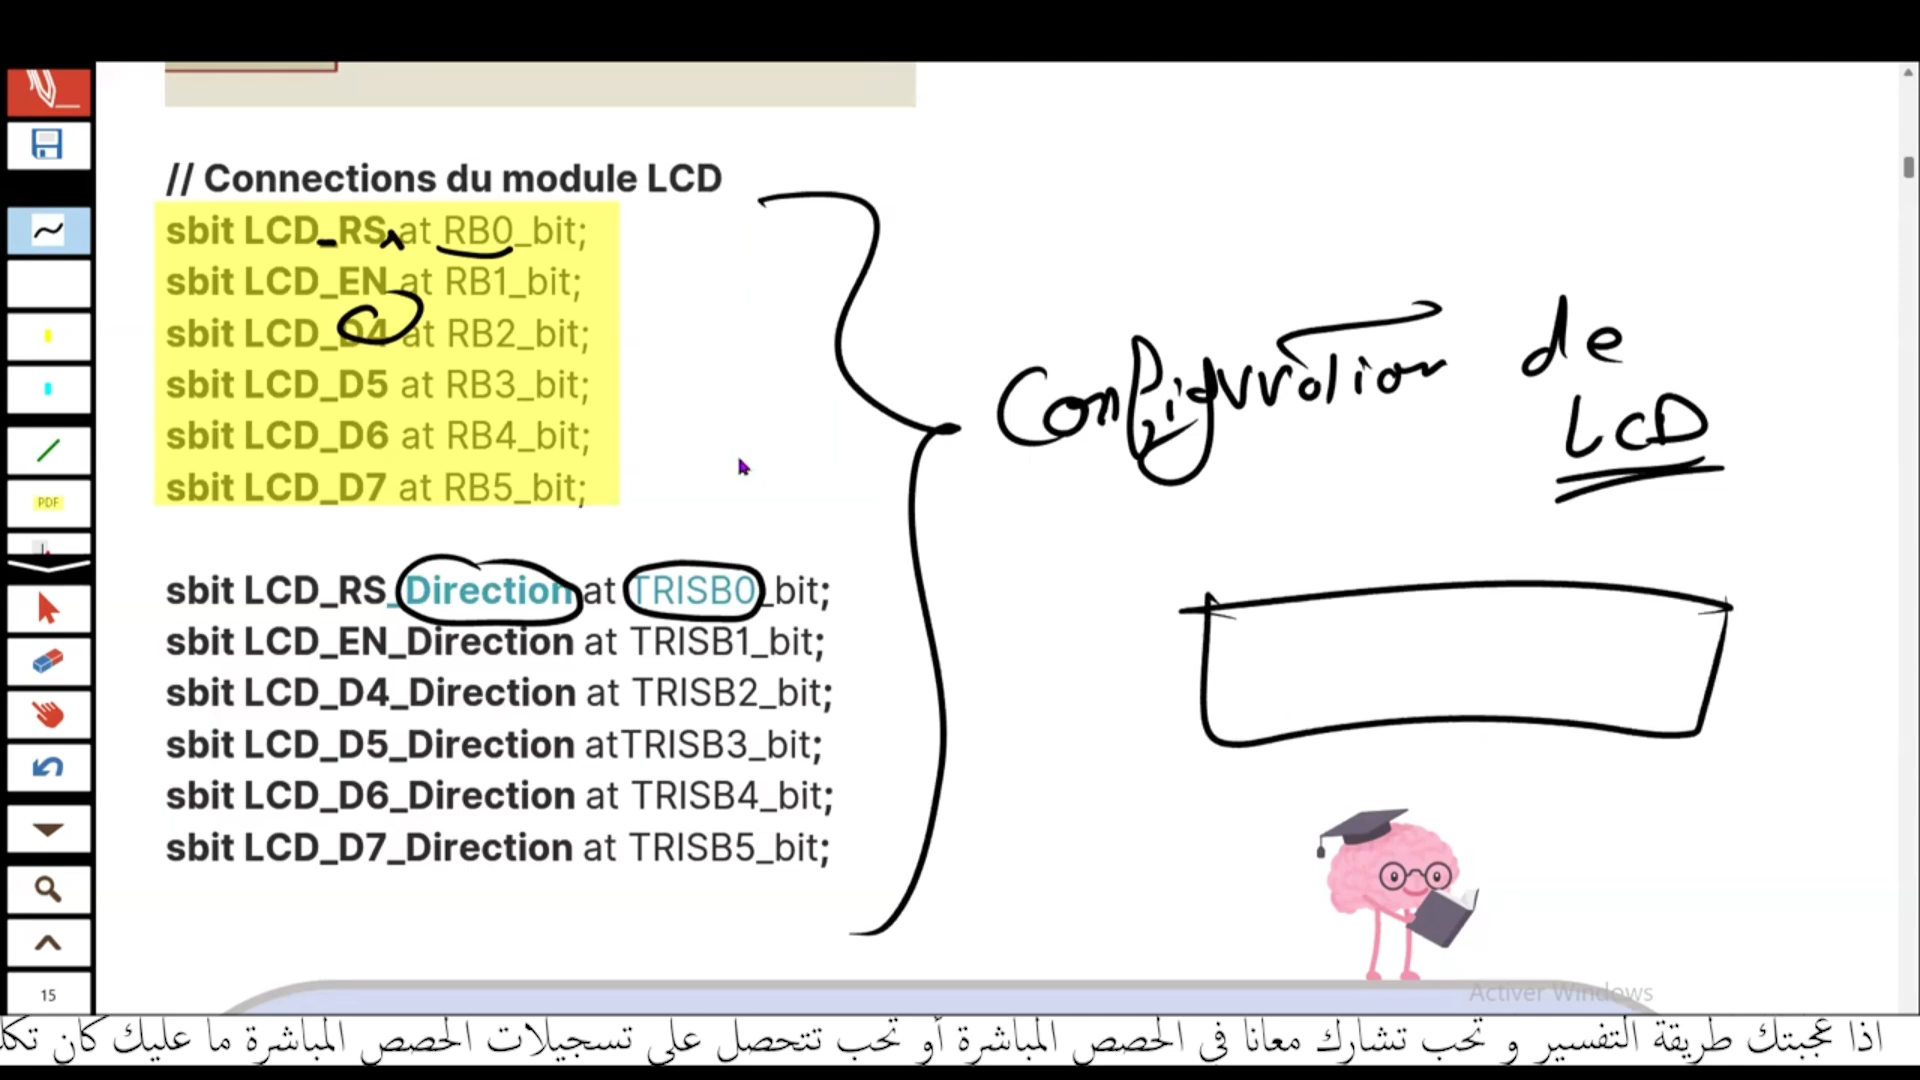 // Connections du module LCD
sbit LCD_RS at RB0_bit;
sbit LCD_EN at RB1_bit;
sbit LCD_D4 at RB2_bit;
sbit LCD_D5 at RB3_bit;
sbit LCD_D6 at RB4_bit;
sbit LCD_D7 at RB5_bit;
Configuration de
LCD
sbit LCD_RS_Direction at TRISB0_bit;
sbit LCD_EN_Direction at TRISB1_bit;
sbit LCD_D4_Direction at TRISB2_bit;
sbit LCD_D5_Direction atTRISB3_bit;
sbit LCD_D6_Direction at TRISB4_bit;
sbit LCD_D7_Direction at TRISB5_bit;
PDF
15
Activer Windows
اذا عجبتك طريقة التفسير و تحب تشارك معانا في الحصص المباشرة أو تحب تتحصل على تسجيلات الحصص المباشرة ما عليك كان تكل